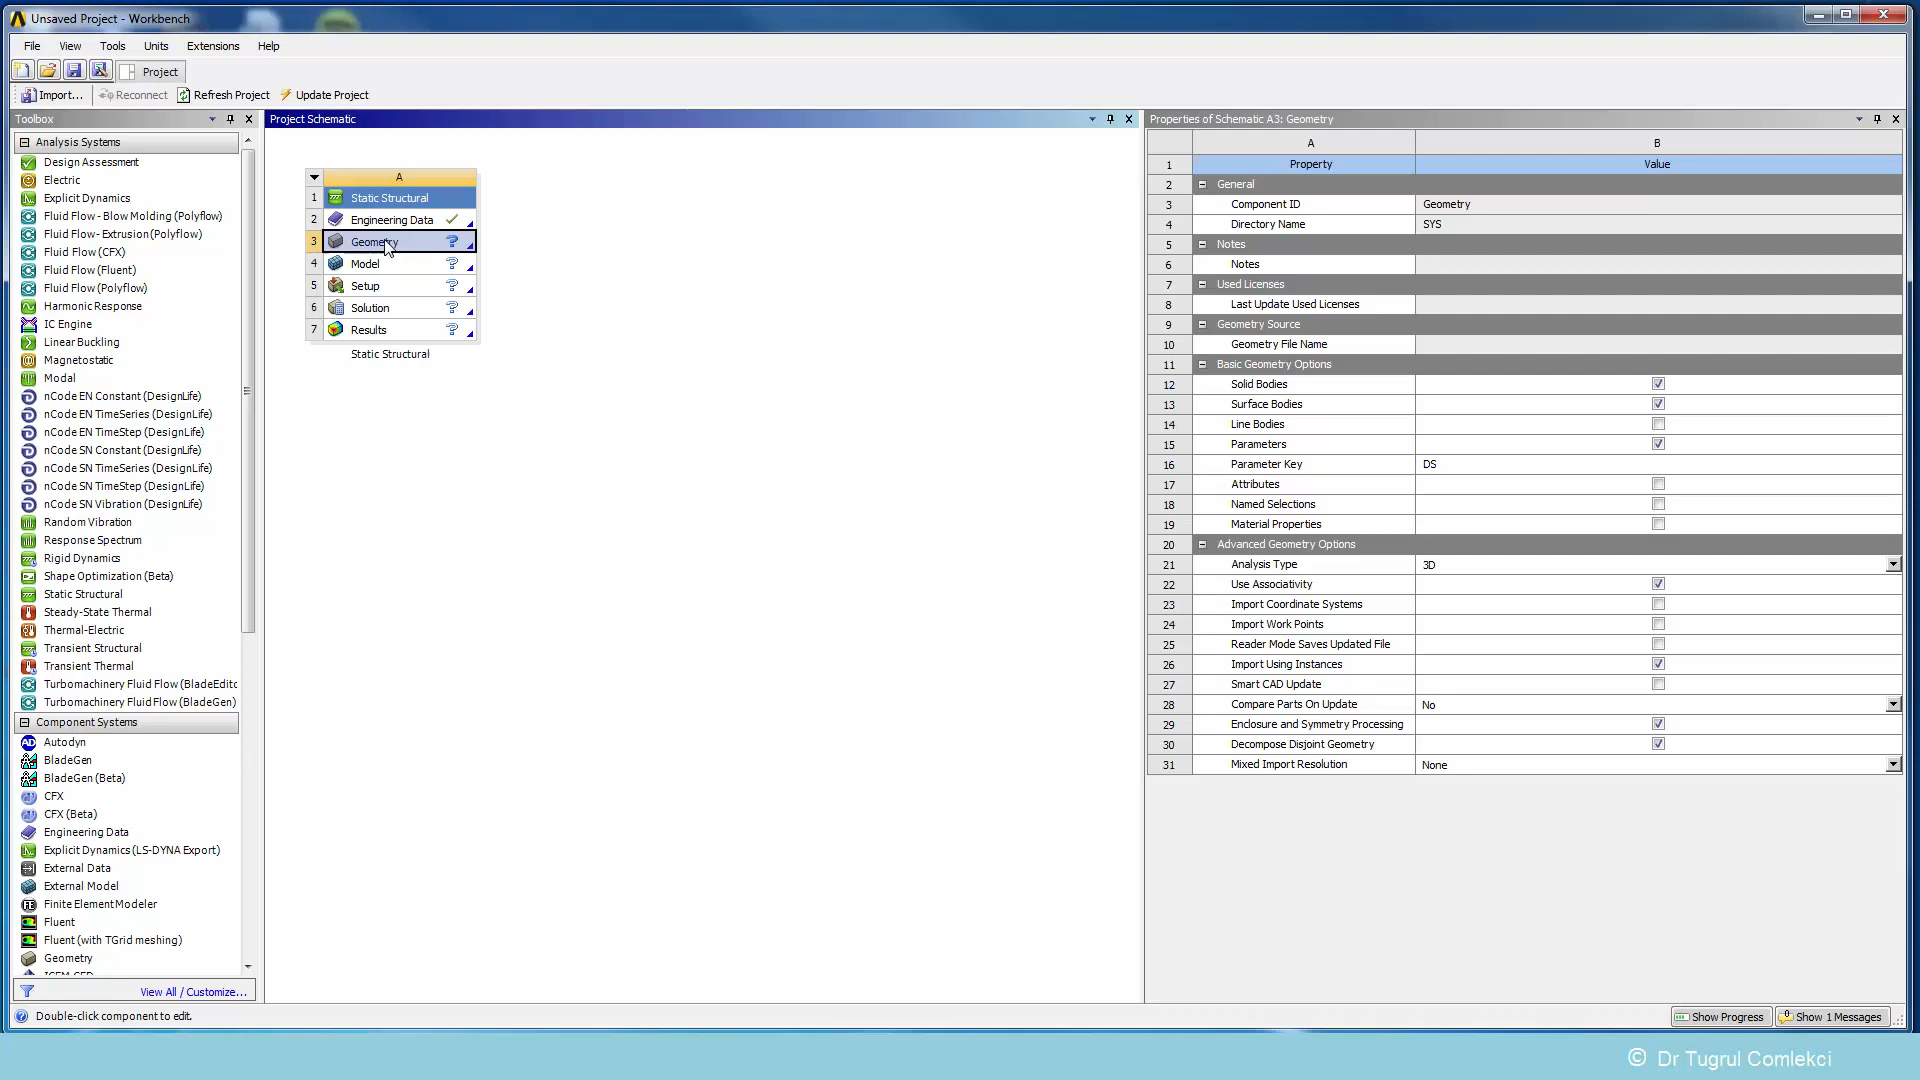 Unsaved Project - Workbench
File View Tools Units Extensions Help
Project
Import... Reconnect Refresh Project Update Project
Toolbox
Analysis Systems
Design Assessment
Electric
Explicit Dynamics
Fluid Flow - Blow Molding (Polyflow)
Fluid Flow - Extrusion (Polyflow)
Fluid Flow (CFX)
Fluid Flow (Fluent)
Fluid Flow (Polyflow)
Harmonic Response
IC Engine
Linear Buckling
Magnetostatic
Modal
nCode EN Constant (DesignLife)
nCode EN TimeSeries (DesignLife)
nCode EN TimeStep (DesignLife)
nCode SN Constant (DesignLife)
nCode SN TimeSeries (DesignLife)
nCode SN TimeStep (DesignLife)
nCode SN Vibration (DesignLife)
Random Vibration
Response Spectrum
Rigid Dynamics
Shape Optimization (Beta)
Static Structural
Steady-State Thermal
Thermal-Electric
Transient Structural
Transient Thermal
Turbomachinery Fluid Flow (BladeEdito
Turbomachinery Fluid Flow (BladeGen)
Component Systems
Autodyn
BladeGen
BladeGen (Beta)
CFX
CFX (Beta)
Engineering Data
Explicit Dynamics (LS-DYNA Export)
External Data
External Model
Finite Element Modeler
Fluent
Fluent (with TGrid meshing)
Geometry
ICEM CFD
View All / Customize...
Project Schematic
A
1 Static Structural
2 Engineering Data
3 Geometry ?
4 Model ?
5 Setup ?
6 Solution ?
7 Results ?
Static Structural
Properties of Schematic A3: Geometry
A B
1 Property Value
2 General
3 Component ID Geometry
4 Directory Name SYS
5 Notes
6 Notes
7 Used Licenses
8 Last Update Used Licenses
9 Geometry Source
10 Geometry File Name
11 Basic Geometry Options
12 Solid Bodies
13 Surface Bodies
14 Line Bodies
15 Parameters
16 Parameter Key DS
17 Attributes
18 Named Selections
19 Material Properties
20 Advanced Geometry Options
21 Analysis Type 3D
22 Use Associativity
23 Import Coordinate Systems
24 Import Work Points
25 Reader Mode Saves Updated File
26 Import Using Instances
27 Smart CAD Update
28 Compare Parts On Update No
29 Enclosure and Symmetry Processing
30 Decompose Disjoint Geometry
31 Mixed Import Resolution None
Double-click component to edit.
Show Progress Show 1 Messages
© Dr Tugrul Comlekci